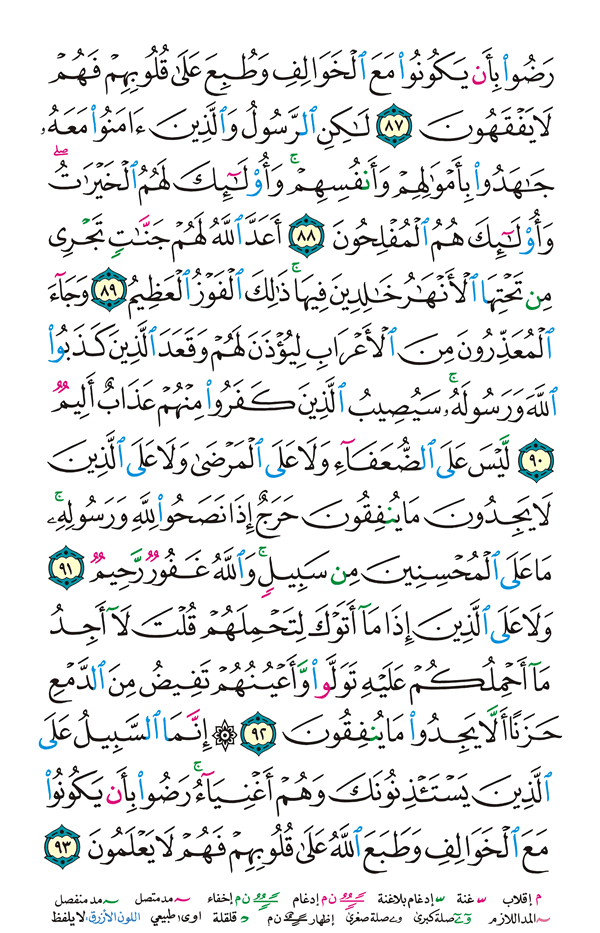 رَضُوا۟ بِأَن يَكُونُوا۟ مَعَ ٱلْخَوَالِفِ وَطُبِعَ عَلَىٰ قُلُوبِهِمْ فَهُمْ
لَا يَفْقَهُونَ ٨٧ لَـٰكِنِ ٱلرَّسُولُ وَٱلَّذِينَ ءَامَنُوا۟ مَعَهُۥ
جَـٰهَدُوا۟ بِأَمْوَٰلِهِمْ وَأَنفُسِهِمْ ۚ وَأُو۟لَـٰٓئِكَ لَهُمُ ٱلْخَيْرَٰتُ ۖ
وَأُو۟لَـٰٓئِكَ هُمُ ٱلْمُفْلِحُونَ ٨٨ أَعَدَّ ٱللَّهُ لَهُمْ جَنَّـٰتٍ تَجْرِى
مِن تَحْتِهَا ٱلْأَنْهَـٰرُ خَـٰلِدِينَ فِيهَا ۚ ذَٰلِكَ ٱلْفَوْزُ ٱلْعَظِيمُ ٨٩ وَجَآءَ
ٱلْمُعَذِّرُونَ مِنَ ٱلْأَعْرَابِ لِيُؤْذَنَ لَهُمْ وَقَعَدَ ٱلَّذِينَ كَذَبُوا۟
ٱللَّهَ وَرَسُولَهُۥ ۚ سَيُصِيبُ ٱلَّذِينَ كَفَرُوا۟ مِنْهُمْ عَذَابٌ أَلِيمٌ
٩٠ لَّيْسَ عَلَى ٱلضُّعَفَآءِ وَلَا عَلَى ٱلْمَرْضَىٰ وَلَا عَلَى ٱلَّذِينَ
لَا يَجِدُونَ مَا يُنفِقُونَ حَرَجٌ إِذَا نَصَحُوا۟ لِلَّهِ وَرَسُولِهِۦ ۚ
مَا عَلَى ٱلْمُحْسِنِينَ مِن سَبِيلٍ ۚ وَٱللَّهُ غَفُورٌ رَّحِيمٌ ٩١
وَلَا عَلَى ٱلَّذِينَ إِذَا مَآ أَتَوْكَ لِتَحْمِلَهُمْ قُلْتَ لَآ أَجِدُ
مَآ أَحْمِلُكُمْ عَلَيْهِ تَوَلَّوا۟ وَّأَعْيُنُهُمْ تَفِيضُ مِنَ ٱلدَّمْعِ
حَزَنًا أَلَّا يَجِدُوا۟ مَا يُنفِقُونَ ٩٢ ۞ إِنَّمَا ٱلسَّبِيلُ عَلَى
ٱلَّذِينَ يَسْتَـْٔذِنُونَكَ وَهُمْ أَغْنِيَآءُ ۚ رَضُوا۟ بِأَن يَكُونُوا۟
مَعَ ٱلْخَوَالِفِ وَطَبَعَ ٱللَّهُ عَلَىٰ قُلُوبِهِمْ فَهُمْ لَا يَعْلَمُونَ ٩٣
م إقلاب غنة إدغام بلاغنة ن م إدغام ن م إخفاء مد متصل مد منفصل
المد اللازم صلة كبرى صلة صغرى إظهار ن م قلقلة اوى: طبيعي اللون الأزرق: لا يلفظ